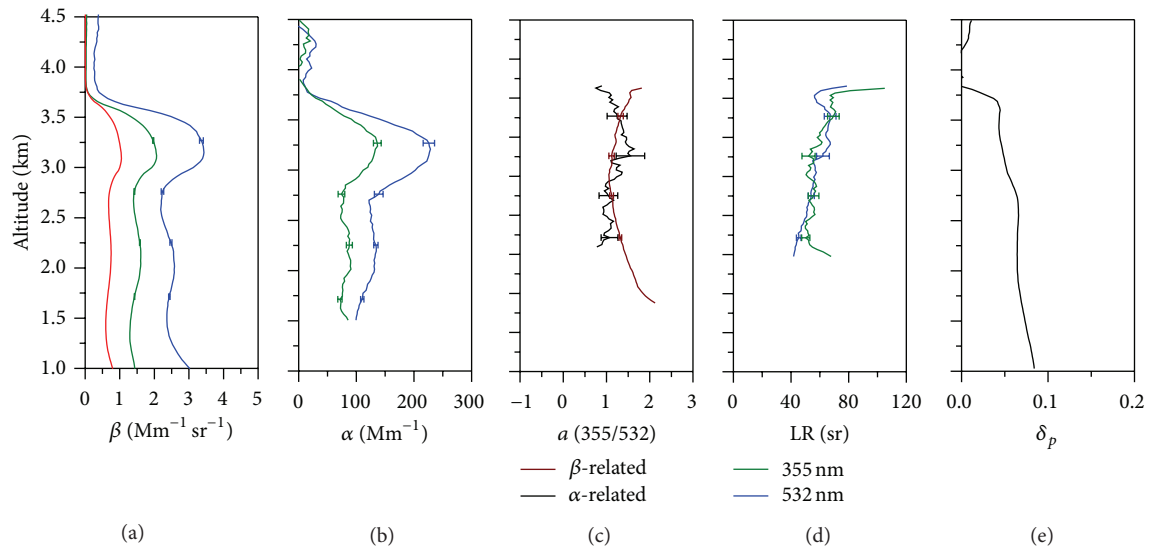 4.5
4.0
3.5
3.0
2.5
2.0
1.5
1.0
Altitude (km)
0 1 2 3 4 5
β (Mm⁻¹ sr⁻¹)
(a)
0 100 200 300
α (Mm⁻¹)
(b)
−1 0 1 2 3
a (355/532)
β-related
α-related
(c)
0 40 80 120
LR (sr)
355 nm
532 nm
(d)
0.0 0.1 0.2
δₚ
(e)